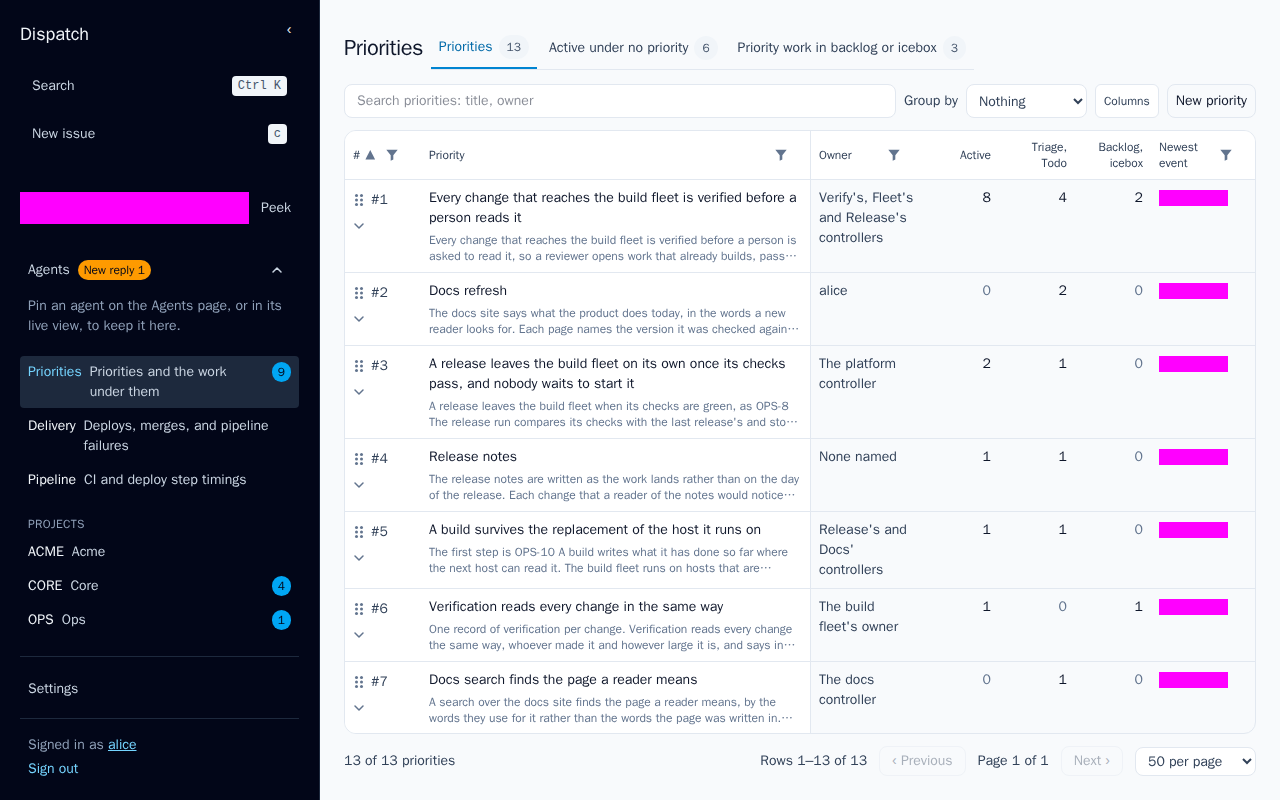 Dispatch
‹
Search
Ctrl K
New issue
C
Peek
Agents
New reply 1
Pin an agent on the Agents page, or in its
live view, to keep it here.
Priorities Priorities and the work
under them
9
Delivery Deploys, merges, and pipeline
failures
Pipeline CI and deploy step timings
PROJECTS
ACME Acme
CORE Core
4
OPS Ops
1
Settings
Signed in as alice
Sign out
Priorities
Priorities 13
Active under no priority 6
Priority work in backlog or icebox 3
Search priorities: title, owner
Group by
Nothing
Columns
New priority
# ▲
Priority
Owner
Active
Triage,
Todo
Backlog,
icebox
Newest
event
#1
Every change that reaches the build fleet is verified before a
person reads it
Every change that reaches the build fleet is verified before a person is
asked to read it, so a reviewer opens work that already builds, pass…
Verify's, Fleet's
and Release's
controllers
8
4
2
#2
Docs refresh
The docs site says what the product does today, in the words a new
reader looks for. Each page names the version it was checked again…
alice
0
2
0
#3
A release leaves the build fleet on its own once its checks
pass, and nobody waits to start it
A release leaves the build fleet when its checks are green, as OPS-8
The release run compares its checks with the last release's and sto…
The platform
controller
2
1
0
#4
Release notes
The release notes are written as the work lands rather than on the day
of the release. Each change that a reader of the notes would notice…
None named
1
1
0
#5
A build survives the replacement of the host it runs on
The first step is OPS-10 A build writes what it has done so far where
the next host can read it. The build fleet runs on hosts that are…
Release's and
Docs'
controllers
1
1
0
#6
Verification reads every change in the same way
One record of verification per change. Verification reads every change
the same way, whoever made it and however large it is, and says in…
The build
fleet's owner
1
0
1
#7
Docs search finds the page a reader means
A search over the docs site finds the page a reader means, by the
words they use for it rather than the words the page was written in.…
The docs
controller
0
1
0
13 of 13 priorities
Rows 1–13 of 13
‹ Previous
Page 1 of 1
Next ›
50 per page